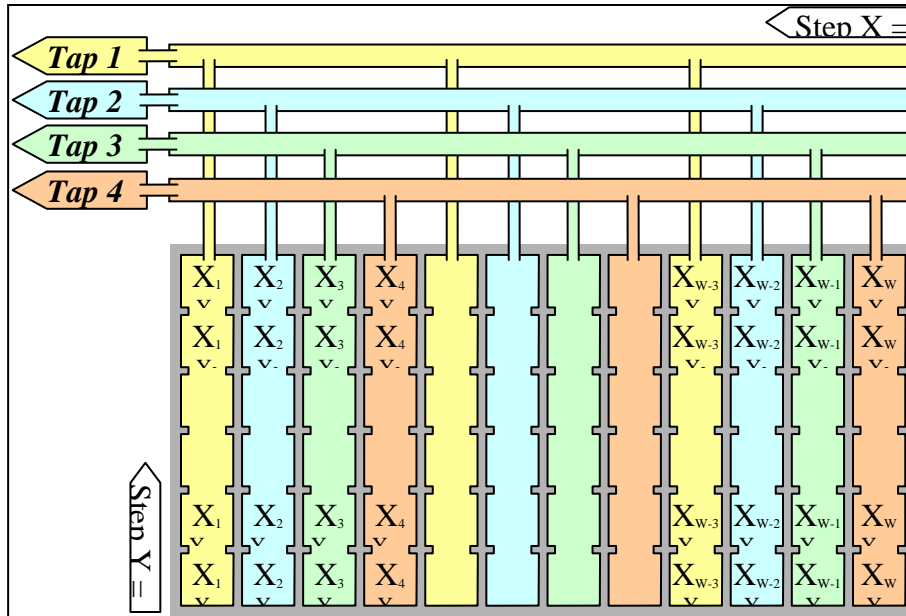 Step X =
Tap 1
Tap 2
Tap 3
Tap 4
X1 X2 X3 X4 XW-3 XW-2 XW-1 XW
X1 X2 X3 X4 XW-3 XW-2 XW-1 XW
X1 X2 X3 X4 XW-3 XW-2 XW-1 XW
X1 X2 X3 X4 XW-3 XW-2 XW-1 XW
Step Y =